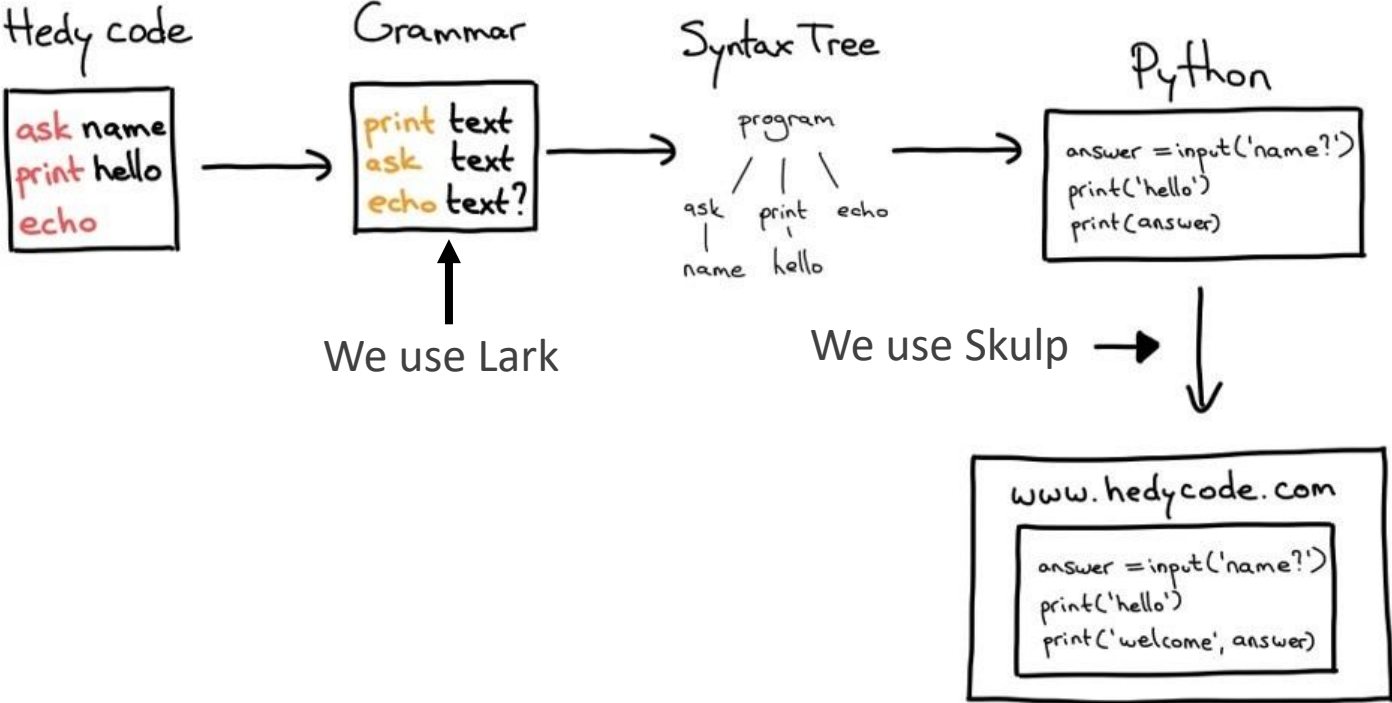 Hedy code
ask name
print hello
echo
Grammar
print text
ask text
echo text?
We use Lark
Syntax Tree
program
ask print echo
name hello
Python
answer =input('name?')
print('hello')
print(answer)
We use Skulp
www.hedycode.com
answer =input('name?')
print('hello')
print('welcome', answer)